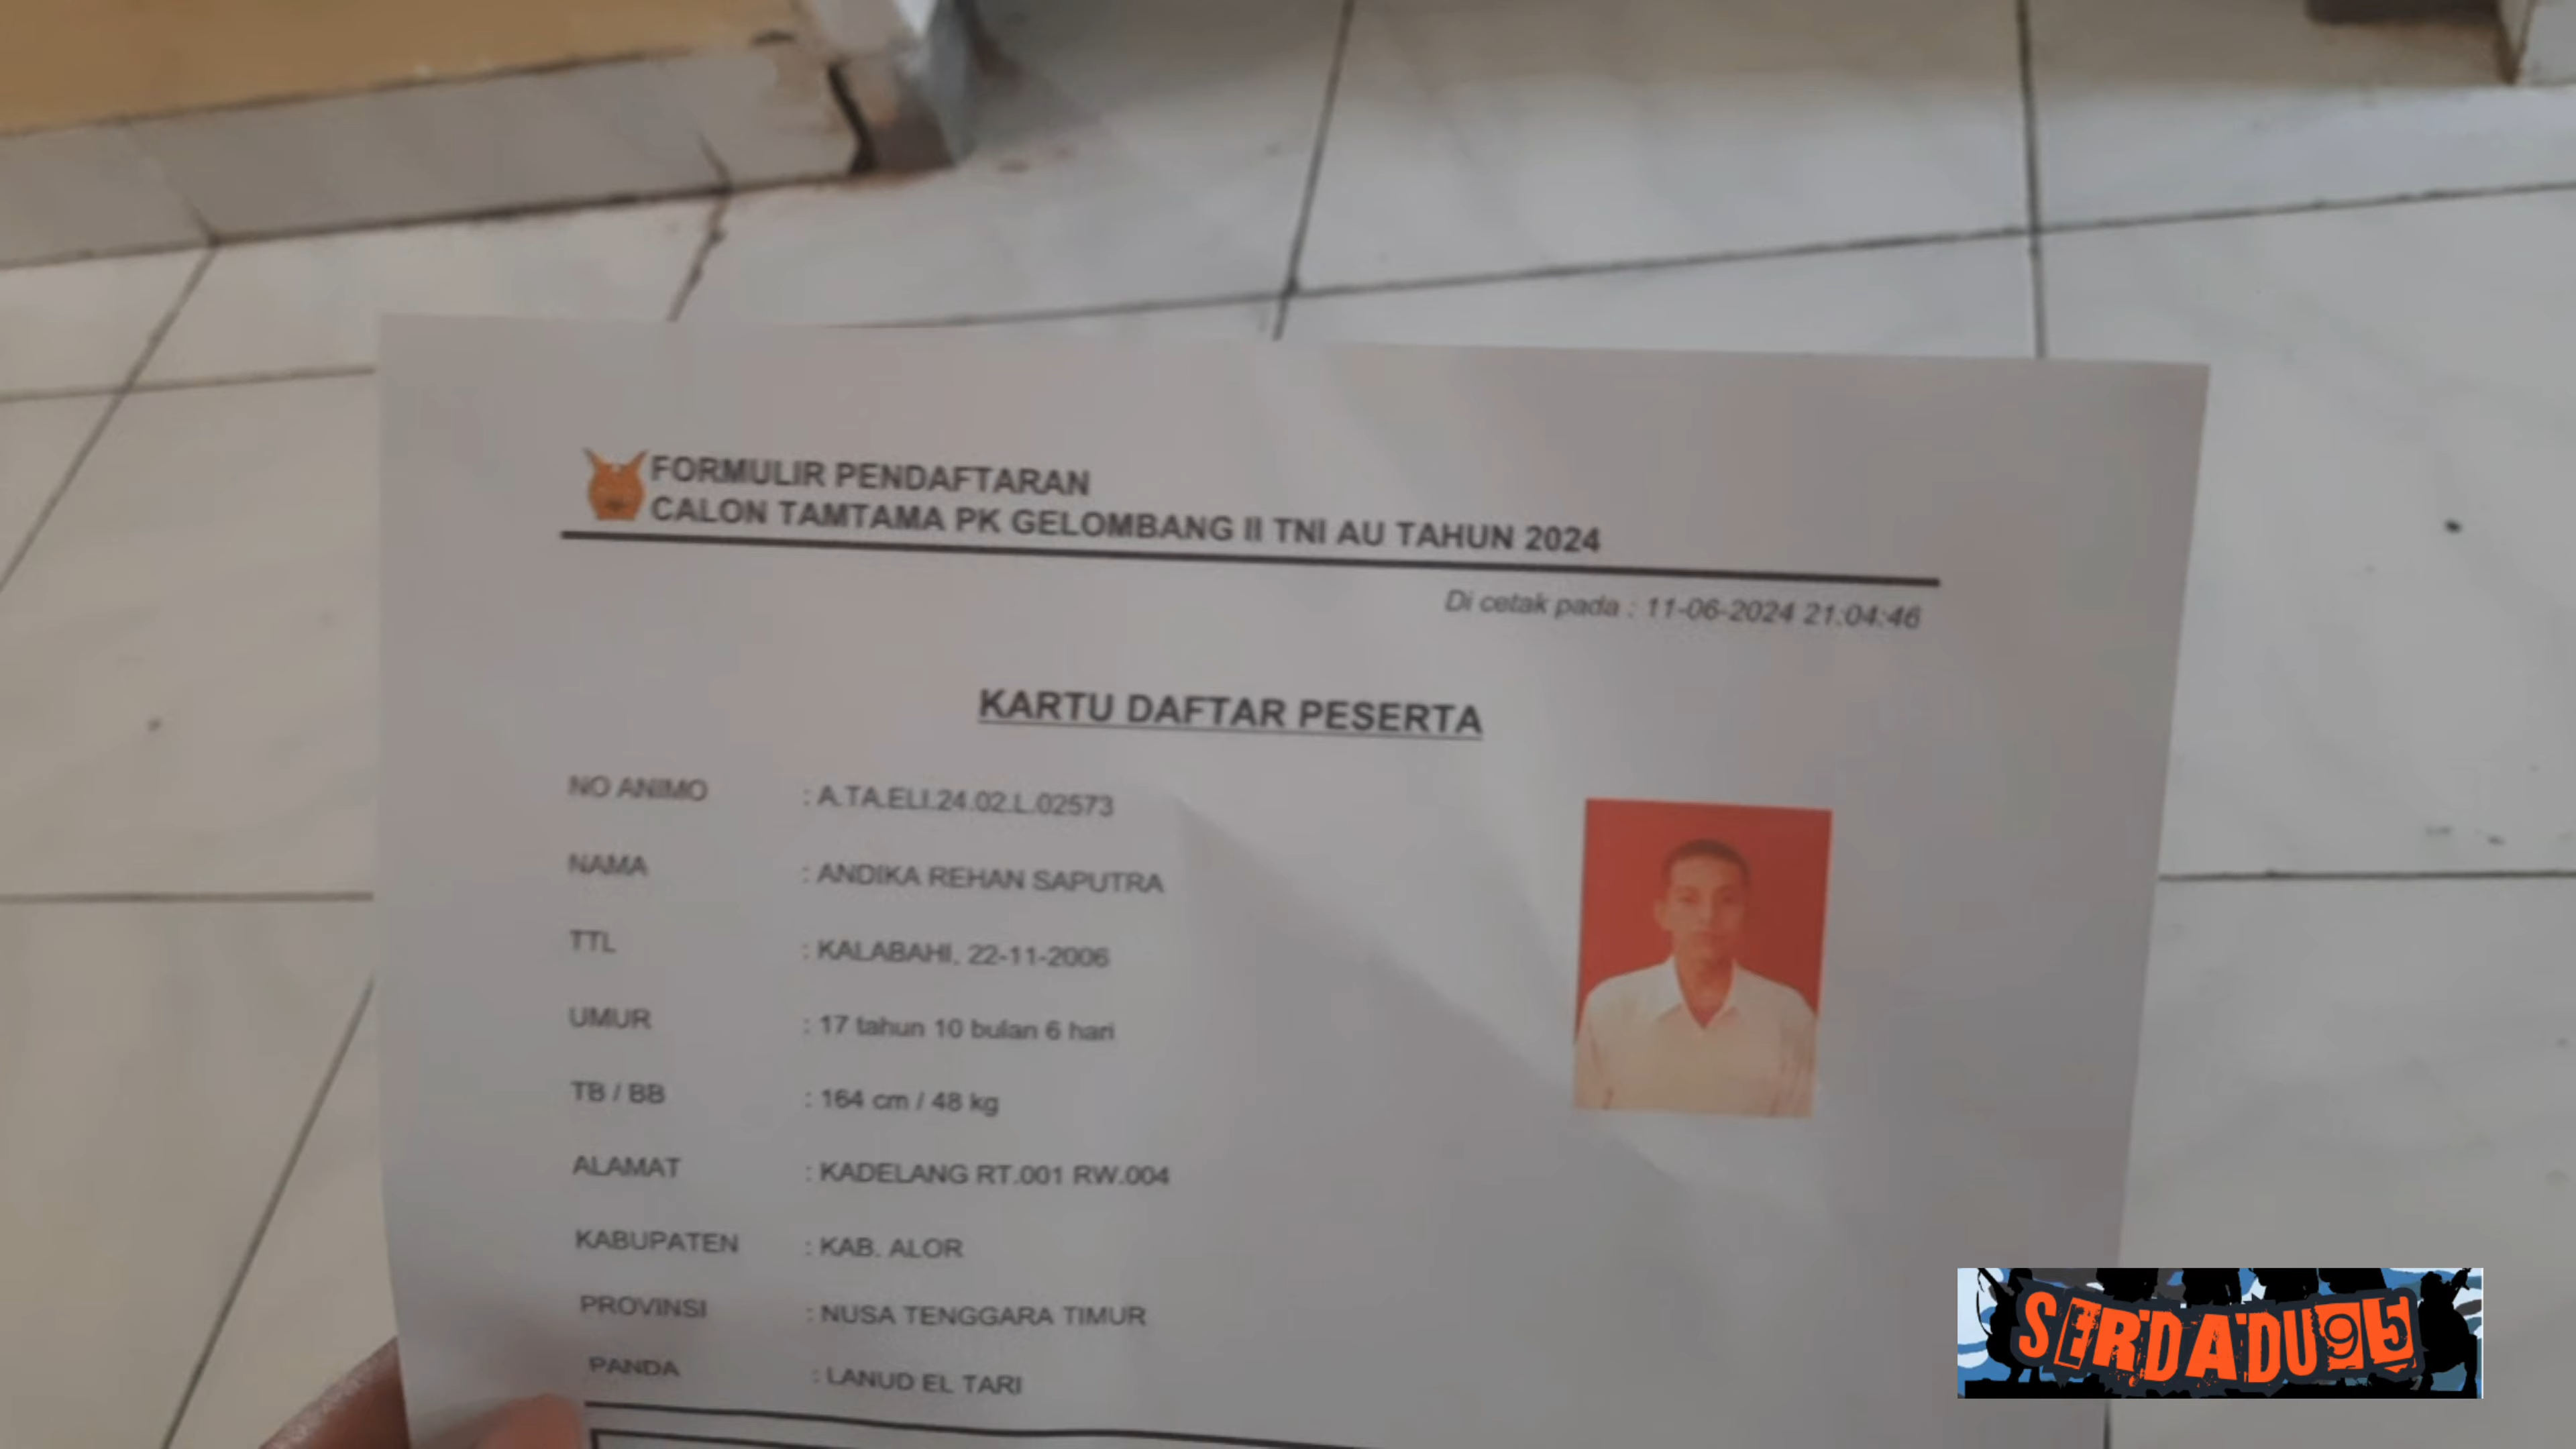 FORMULIR PENDAFTARAN
CALON TAMTAMA PK GELOMBANG II TNI AU TAHUN 2024
Di cetak pada : 11-06-2024 21:04:46
KARTU DAFTAR PESERTA
NO ANIMO : A.TA.ELI.24.02.L.02573
NAMA : ANDIKA REHAN SAPUTRA
TTL : KALABAHI, 22-11-2006
UMUR : 17 tahun 10 bulan 6 hari
TB / BB : 164 cm / 48 kg
ALAMAT : KADELANG RT.001 RW.004
KABUPATEN : KAB. ALOR
PROVINSI : NUSA TENGGARA TIMUR
PANDA : LANUD EL TARI
SERDADU95